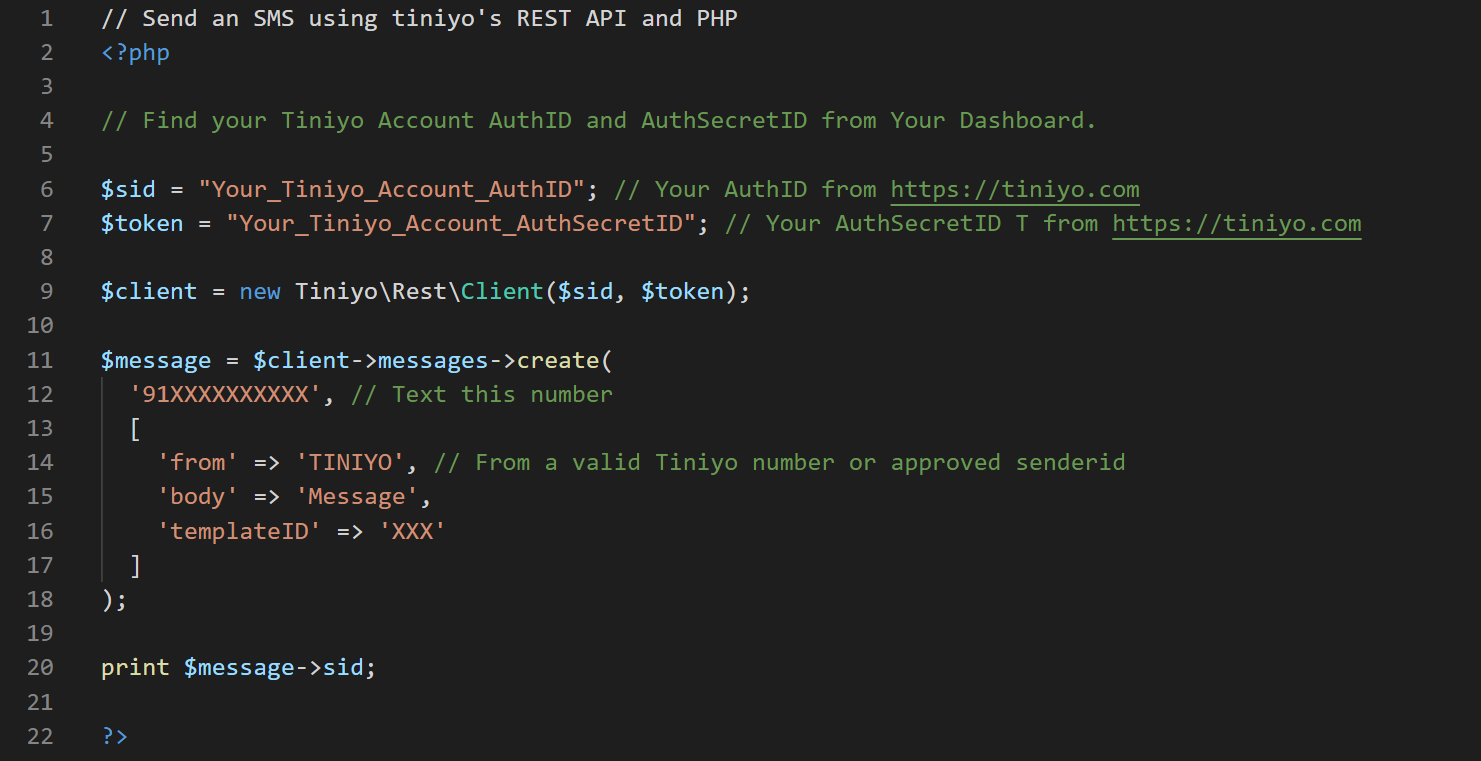 1 // Send an SMS using tiniyo's REST API and PHP
2 <?php
3
4 // Find your Tiniyo Account AuthID and AuthSecretID from Your Dashboard.
5
6 $sid = "Your_Tiniyo_Account_AuthID"; // Your AuthID from https://tiniyo.com
7 $token = "Your_Tiniyo_Account_AuthSecretID"; // Your AuthSecretID T from https://tiniyo.com
8
9 $client = new Tiniyo\Rest\Client($sid, $token);
10
11 $message = $client->messages->create(
12   '91XXXXXXXXXX', // Text this number
13   [
14     'from' => 'TINIYO', // From a valid Tiniyo number or approved senderid
15     'body' => 'Message',
16     'templateID' => 'XXX'
17   ]
18 );
19
20 print $message->sid;
21
22 ?>